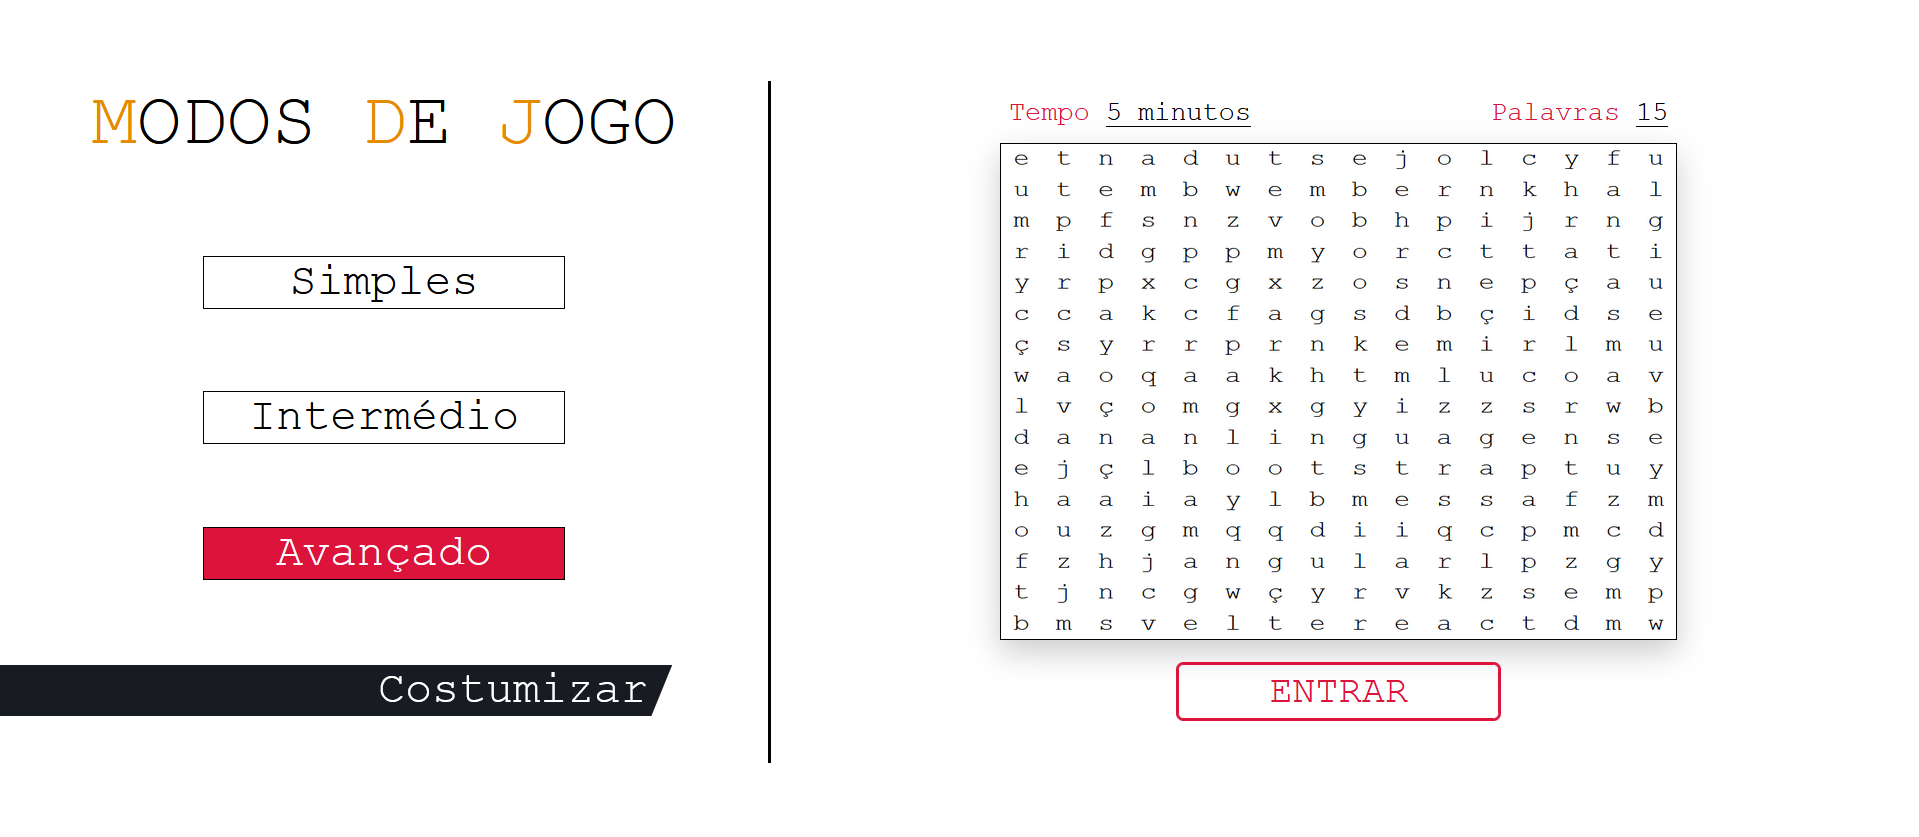 MODOS DE JOGO
Simples
Intermédio
Avançado
Costumizar
Tempo 5 minutos Palavras 15
e t n a d u t s e j o l c y f u
u t e m b w e m b e r n k h a l
m p f s n z v o b h p i j r n g
r i d g p p m y o r c t t a t i
y r p x c g x z o s n e p ç a u
c c a k c f a g s d b ç i d s e
ç s y r r p r n k e m i r l m u
w a o q a a k h t m l u c o a v
l v ç o m g x g y i z z s r w b
d a n a n l i n g u a g e n s e
e j ç l b o o t s t r a p t u y
h a a i a y l b m e s s a f z m
o u z g m q q d i i q c p m c d
f z h j a n g u l a r l p z g y
t j n c g w ç y r v k z s e m p
b m s v e l t e r e a c t d m w
ENTRAR